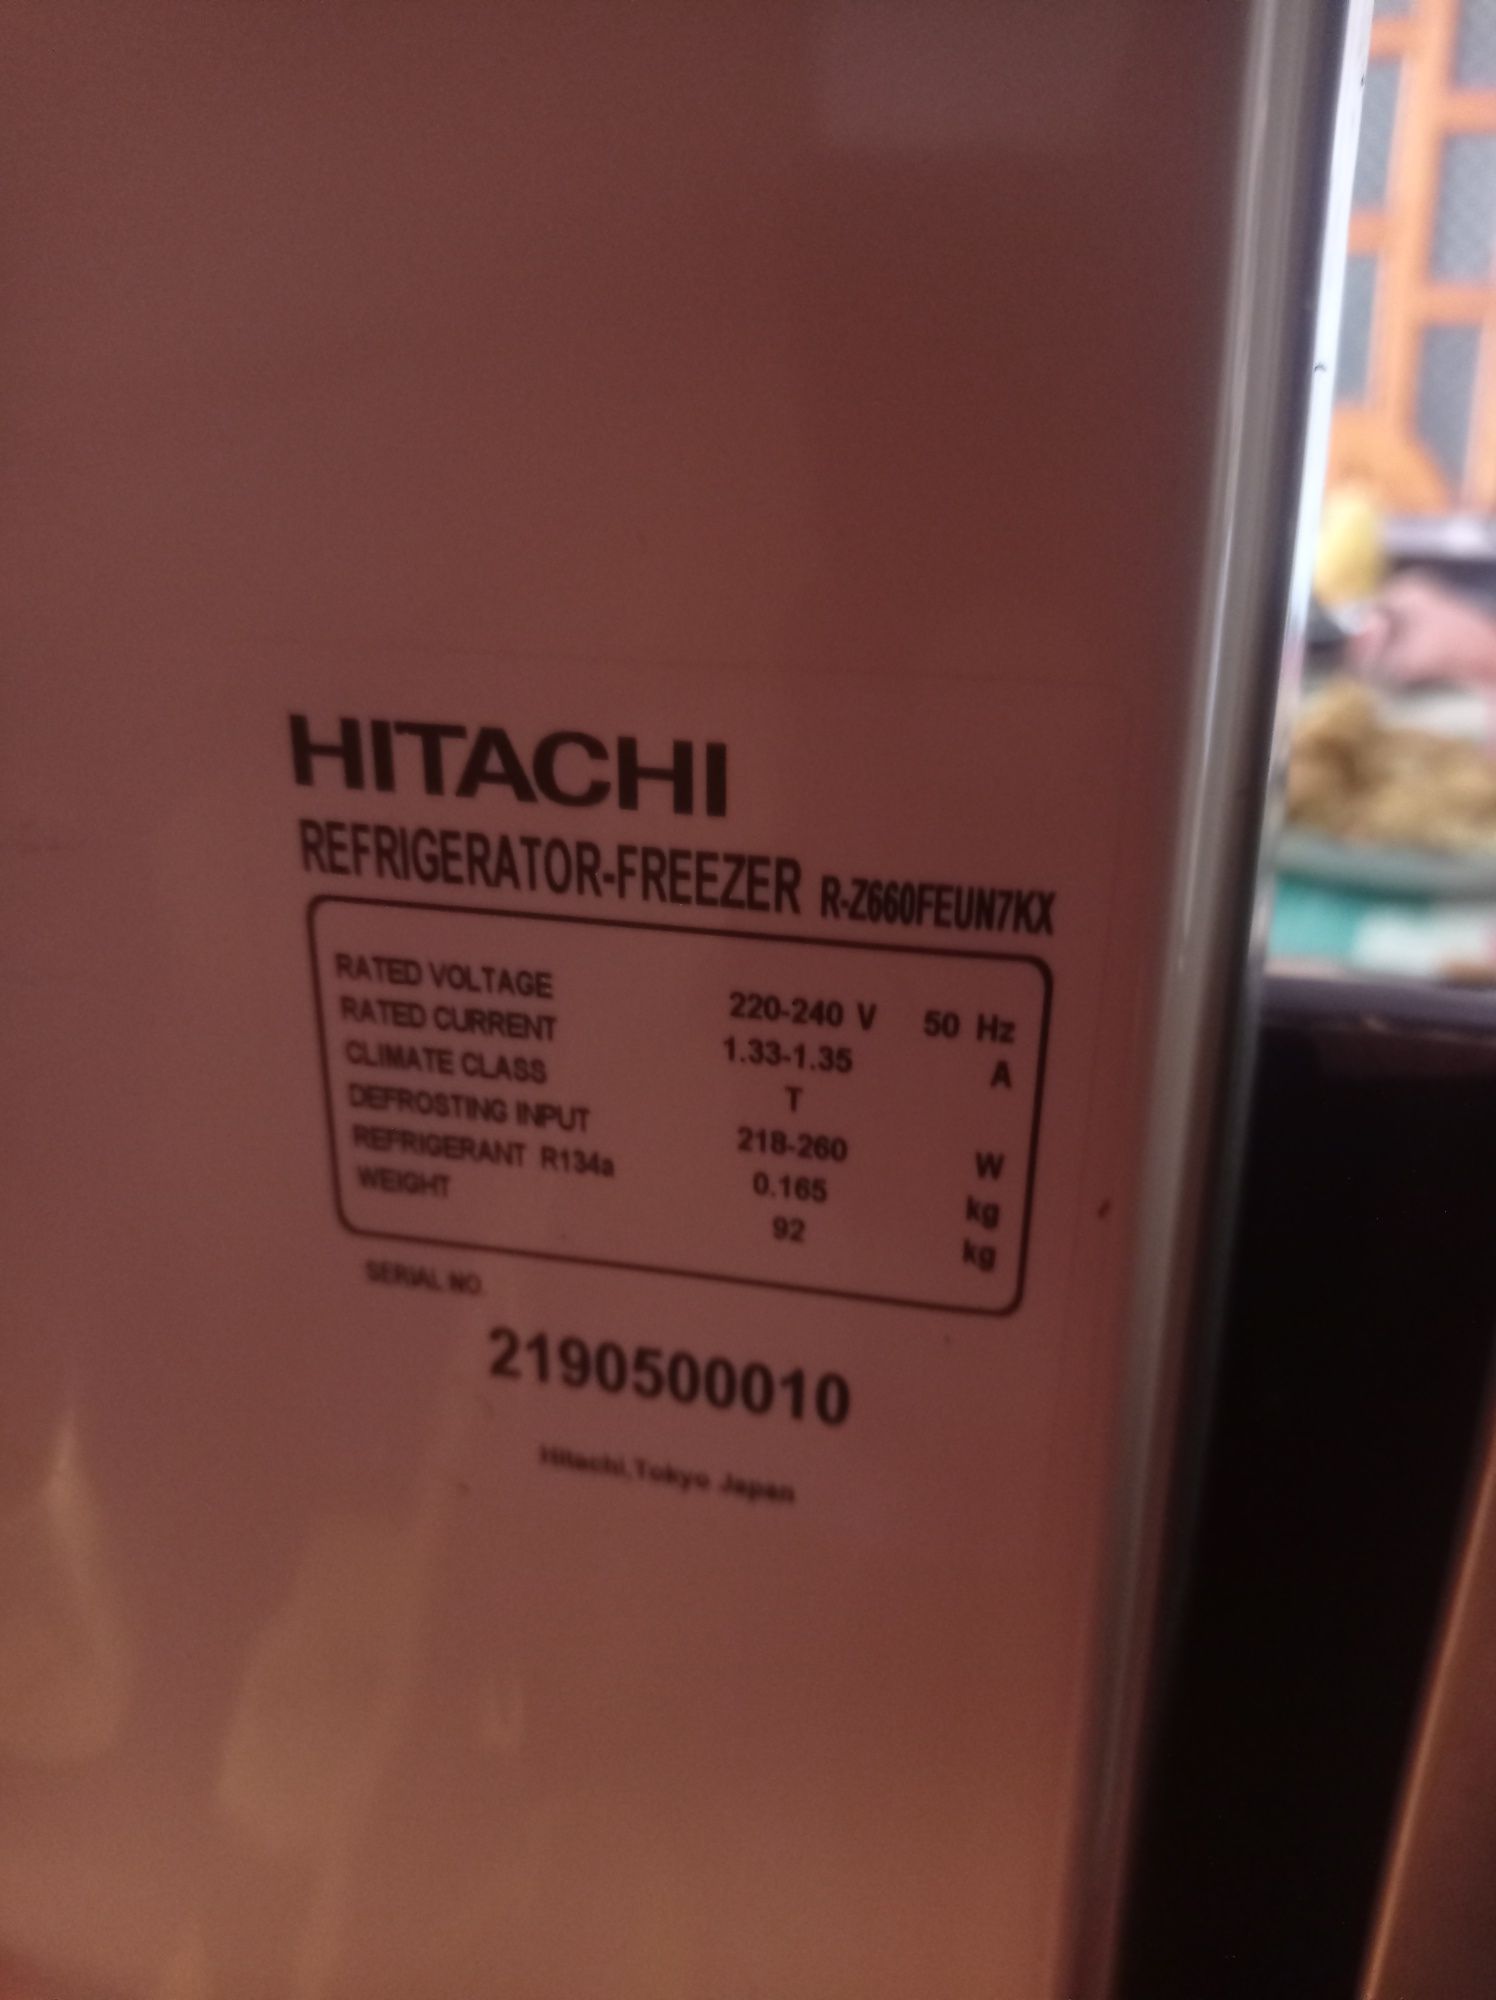 HITACHI
REFRIGERATOR-FREEZER R-Z660FEUN7KX
RATED VOLTAGE 220-240 V 50 Hz
RATED CURRENT 1.33-1.35 A
CLIMATE CLASS T
DEFROSTING INPUT 218-260 W
REFRIGERANT R134a 0.165 kg
WEIGHT 92 kg
SERIAL NO.
2190500010
Hitachi,Tokyo Japan